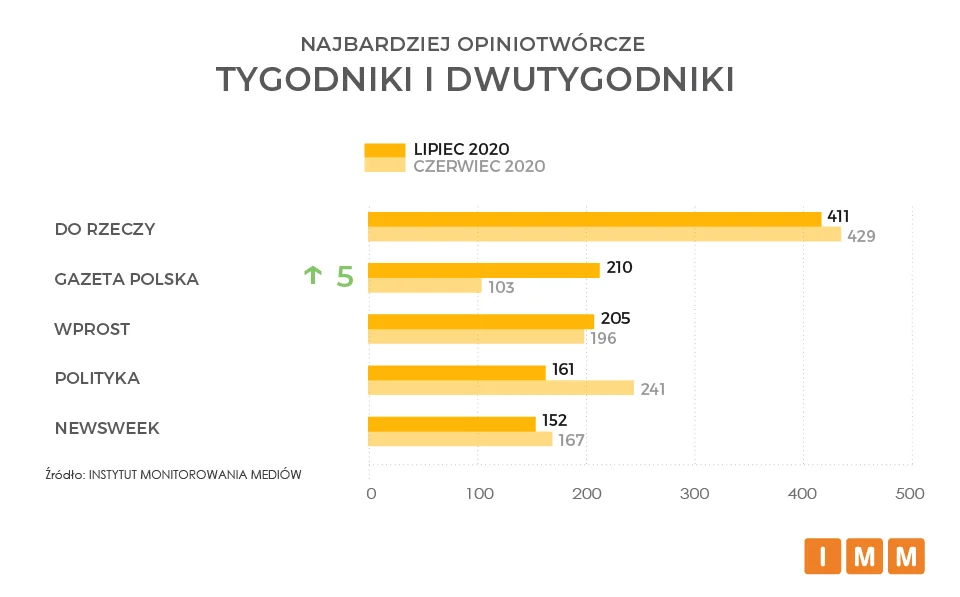 NAJBARDZIEJ OPINIOTWÓRCZE
TYGODNIKI I DWUTYGODNIKI
LIPIEC 2020
CZERWIEC 2020
DO RZECZY
411
429
GAZETA POLSKA
↑ 5
210
103
WPROST
205
196
POLITYKA
161
241
NEWSWEEK
152
167
Źródło: INSTYTUT MONITOROWANIA MEDIÓW
0 100 200 300 400 500
IMM